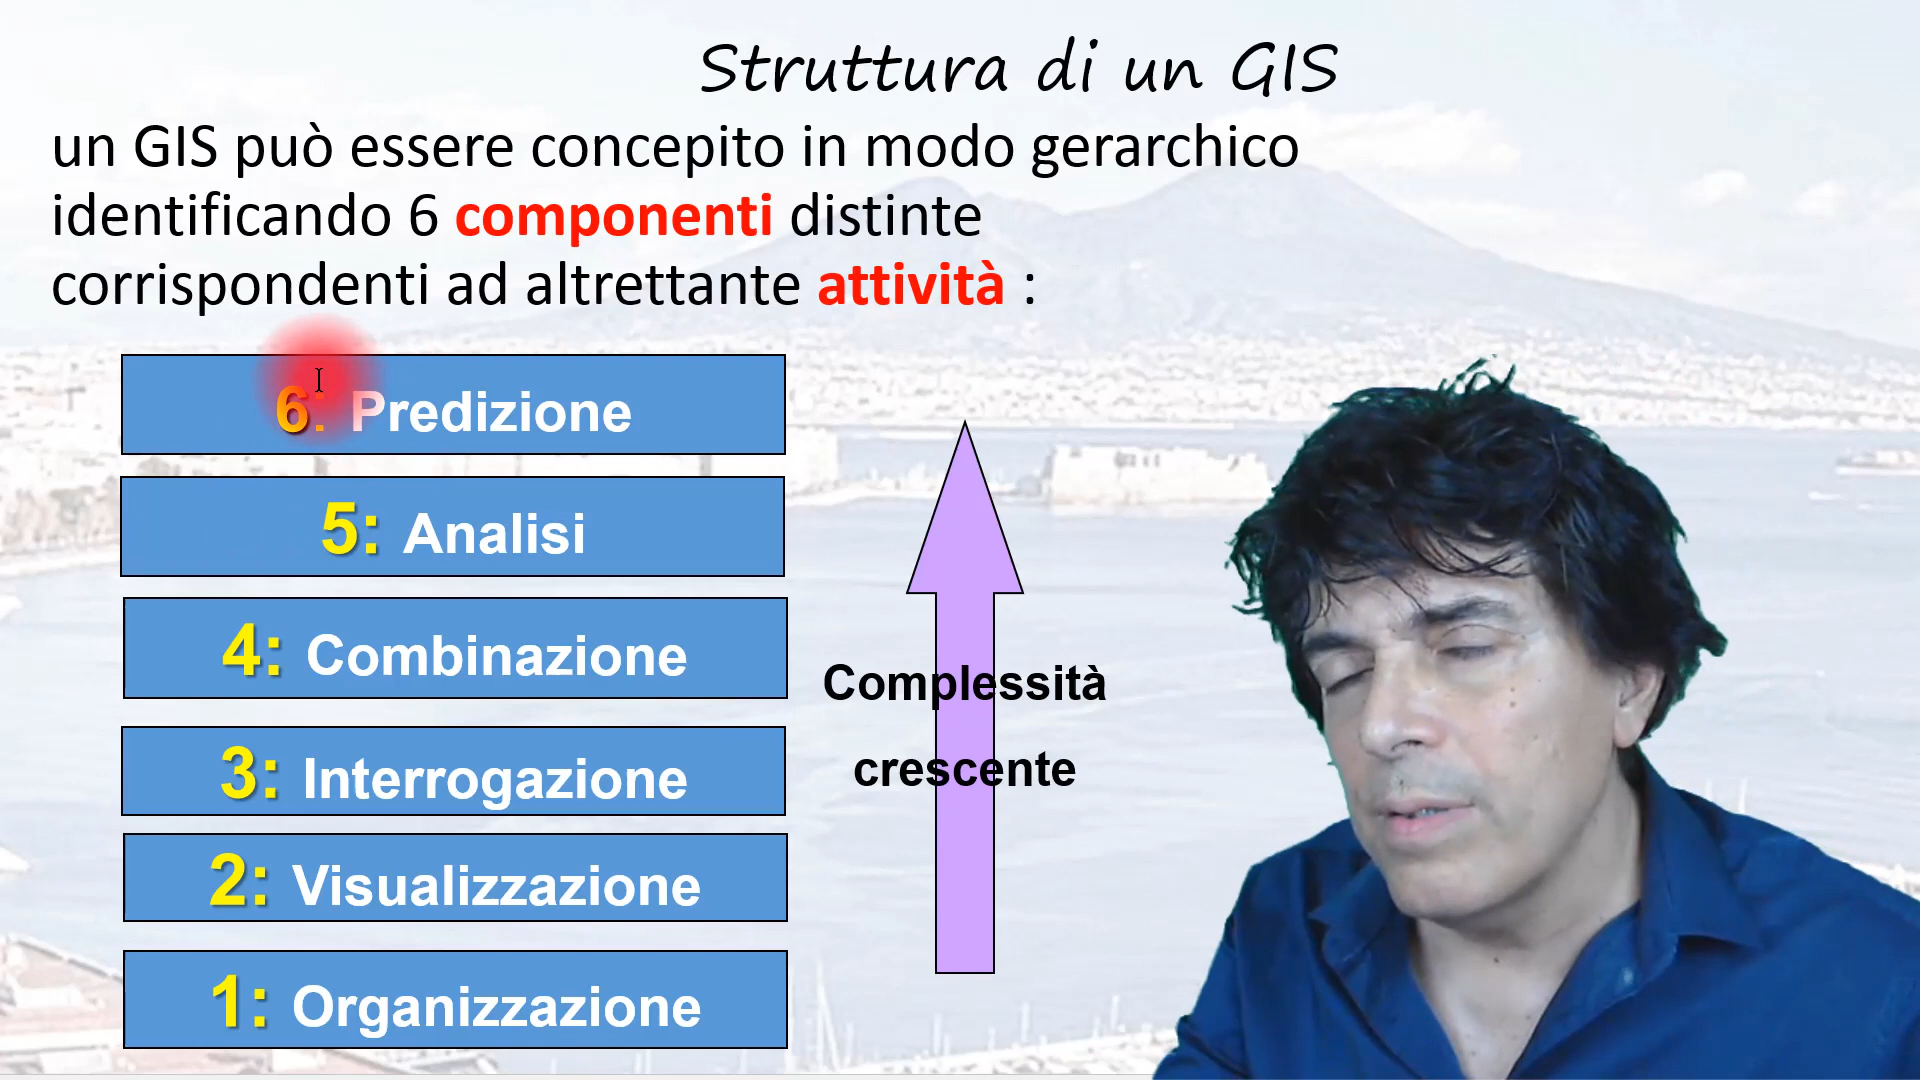 Struttura di un GIS
un GIS può essere concepito in modo gerarchico
identificando 6 componenti distinte
corrispondenti ad altrettante attività :
6: Predizione
5: Analisi
4: Combinazione
3: Interrogazione
2: Visualizzazione
1: Organizzazione
Complessità
crescente